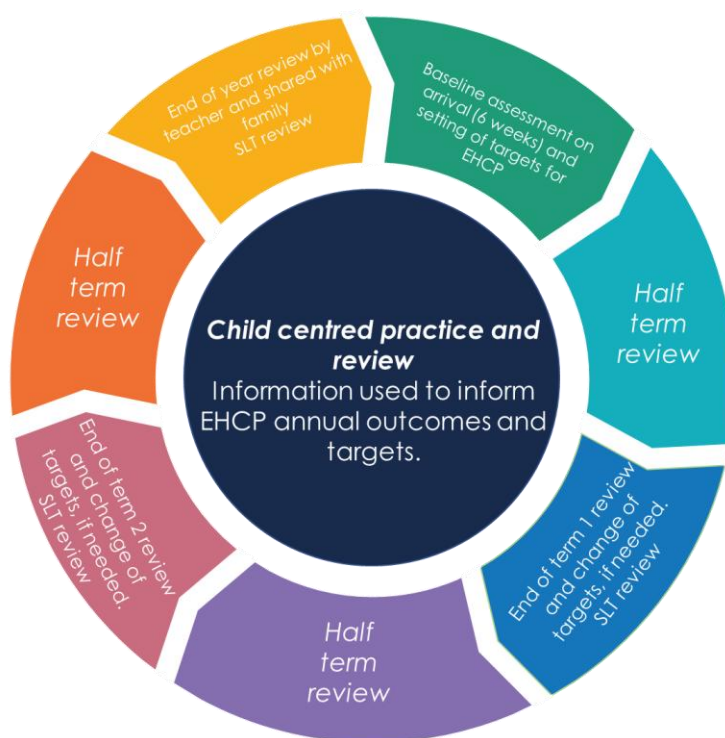 End of year review by
teacher and shared with
family
SLT review
Baseline assessment on
arrival (6 weeks) and
setting of targets for
EHCP
Half
term
review
End of term 1 review
and change of
targets, if needed.
SLT review
Half
term
review
End of term 2 review
and change of
targets, if needed.
SLT review
Half
term
review
Child centred practice and
review
Information used to inform
EHCP annual outcomes and
targets.